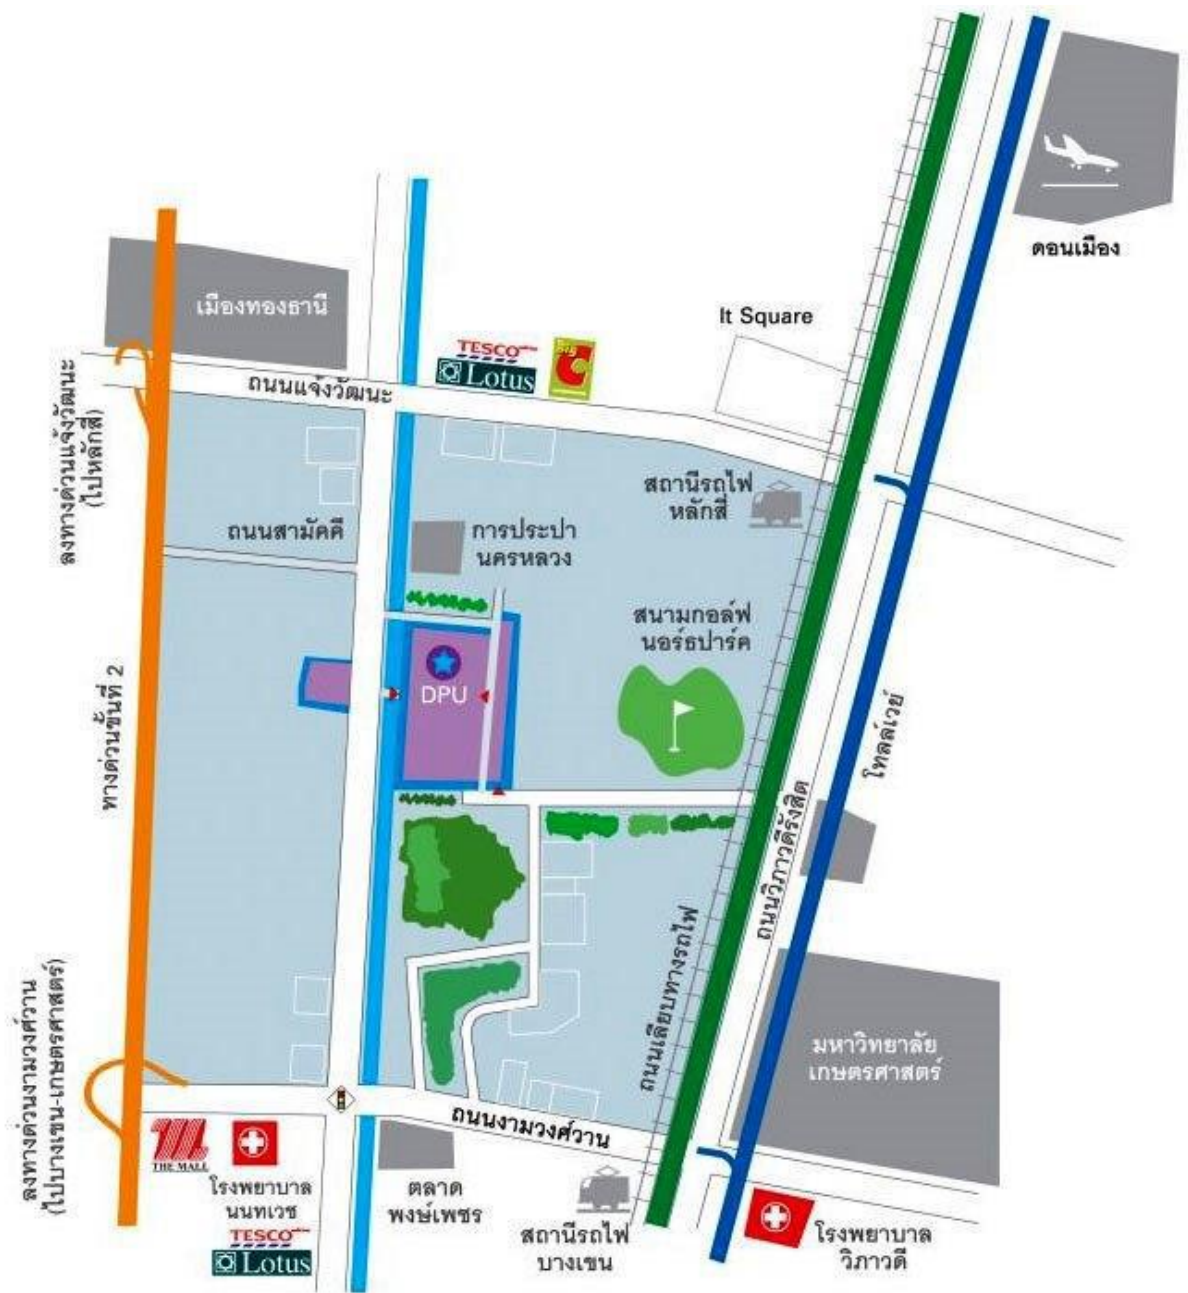 ดอนเมือง
เมืองทองธานี
It Square
TESCO
Lotus
Big
C
ถนนแจ้งวัฒนะ
ลงทางด่วนแจ้งวัฒนะ
(ไปหลักสี่)
สถานีรถไฟ
หลักสี่
ถนนสามัคคี
การประปา
นครหลวง
สนามกอล์ฟ
นอร์ธปาร์ค
DPU
ทางด่วนขั้นที่ 2
โทลล์เวย์
ถนนวิภาวดีรังสิต
ถนนเลียบทางรถไฟ
ลงทางด่วนงามวงศ์วาน
(ไปบางเขน-เกษตรศาสตร์)
มหาวิทยาลัย
เกษตรศาสตร์
ถนนงามวงศ์วาน
THE MALL
โรงพยาบาล
นนทเวช
TESCO
Lotus
ตลาด
พงษ์เพชร
สถานีรถไฟ
บางเขน
โรงพยาบาล
วิภาวดี